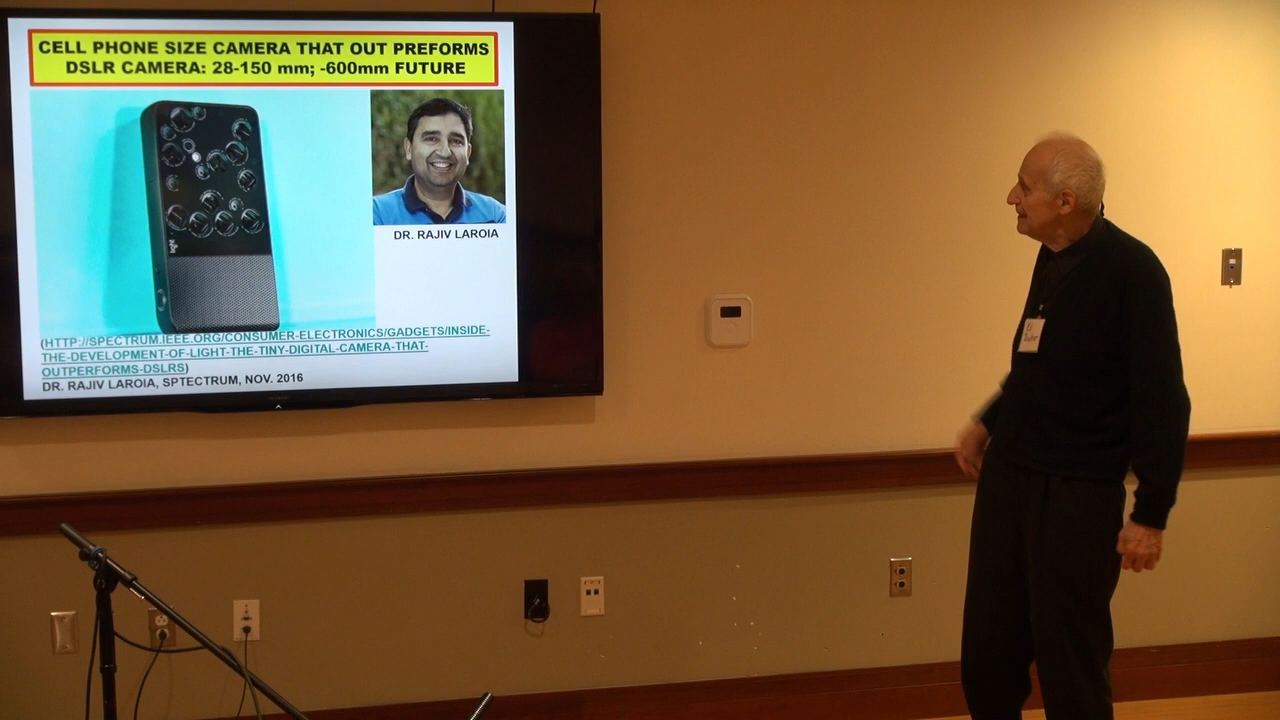 CELL PHONE SIZE CAMERA THAT OUT PREFORMS
DSLR CAMERA: 28-150 mm; -600mm FUTURE
Light
DR. RAJIV LAROIA
(HTTP://SPECTRUM.IEEE.ORG/CONSUMER-ELECTRONICS/GADGETS/INSIDE-
THE-DEVELOPMENT-OF-LIGHT-THE-TINY-DIGITAL-CAMERA-THAT-
OUTPERFORMS-DSLRS)
DR. RAJIV LAROIA, SPTECTRUM, NOV. 2016